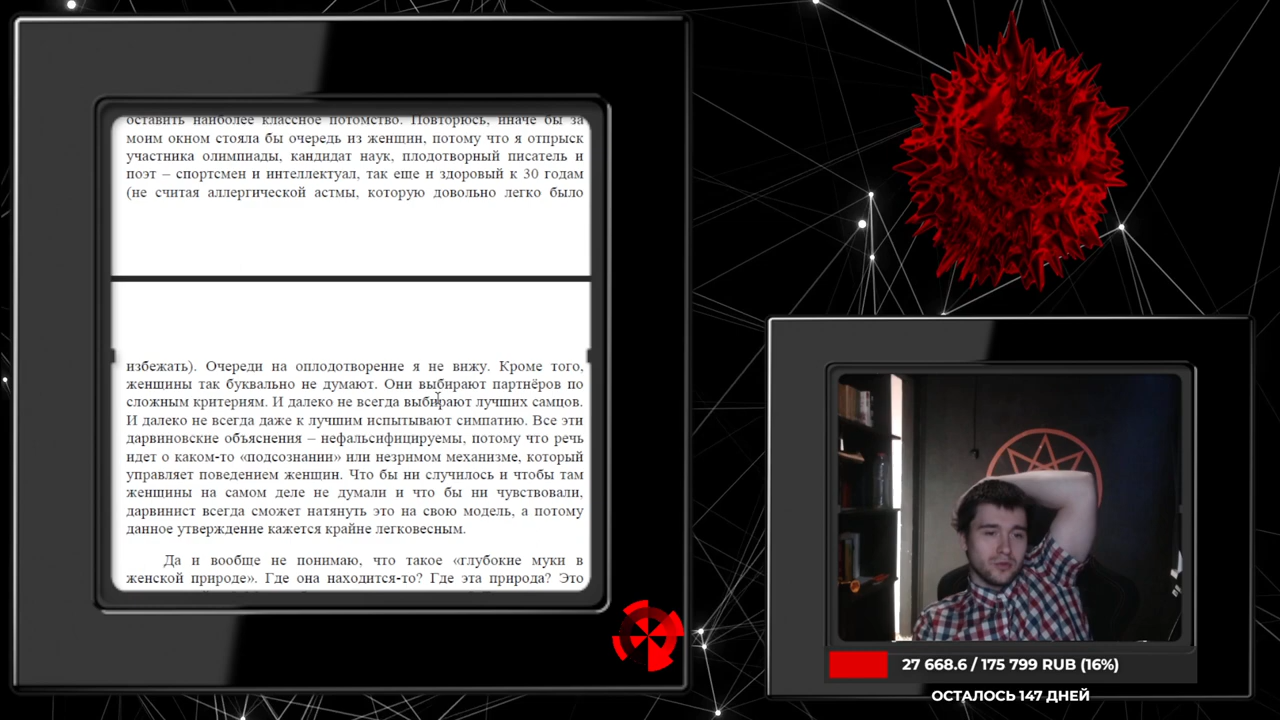 оставить наиболее классное потомство. Повторюсь, иначе бы за
моим окном стояла бы очередь из женщин, потому что я отпрыск
участника олимпиады, кандидат наук, плодотворный писатель и
поэт – спортсмен и интеллектуал, так еще и здоровый к 30 годам
(не считая аллергической астмы, которую довольно легко было
избежать). Очереди на оплодотворение я не вижу. Кроме того,
женщины так буквально не думают. Они выбирают партнёров по
сложным критериям. И далеко не всегда выбирают лучших самцов.
И далеко не всегда даже к лучшим испытывают симпатию. Все эти
дарвиновские объяснения – нефальсифицируемы, потому что речь
идет о каком-то «подсознании» или незримом механизме, который
управляет поведением женщин. Что бы ни случилось и чтобы там
женщины на самом деле не думали и что бы ни чувствовали,
дарвинист всегда сможет натянуть это на свою модель, а потому
данное утверждение кажется крайне легковесным.
Да и вообще не понимаю, что такое «глубокие муки в
женской природе». Где она находится-то? Где эта природа? Это
27 668.6 / 175 799 RUB (16%)
ОСТАЛОСЬ 147 ДНЕЙ